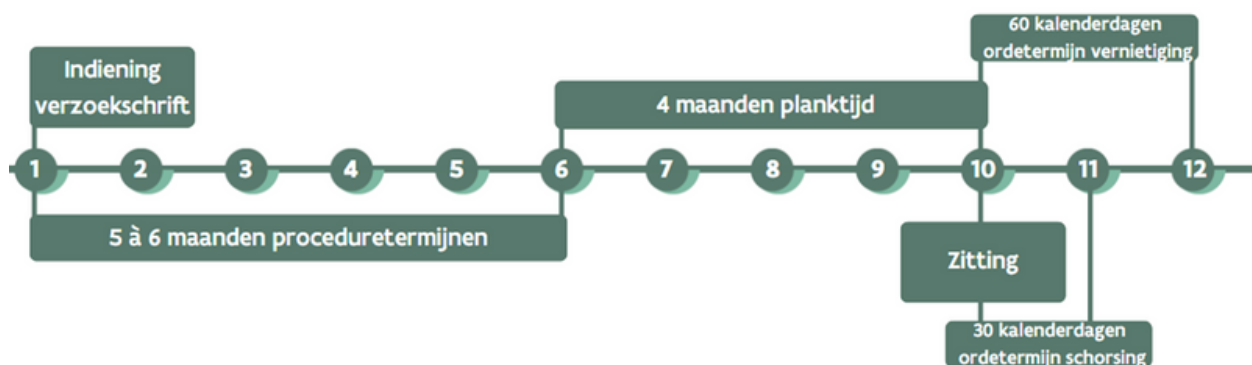 60 kalenderdagen
ordetermijn vernietiging
Indiening
verzoekschrift
4 maanden planktijd
1 2 3 4 5 6 7 8 9 10 11 12
5 à 6 maanden proceduretermijnen
Zitting
30 kalenderdagen
ordetermijn schorsing